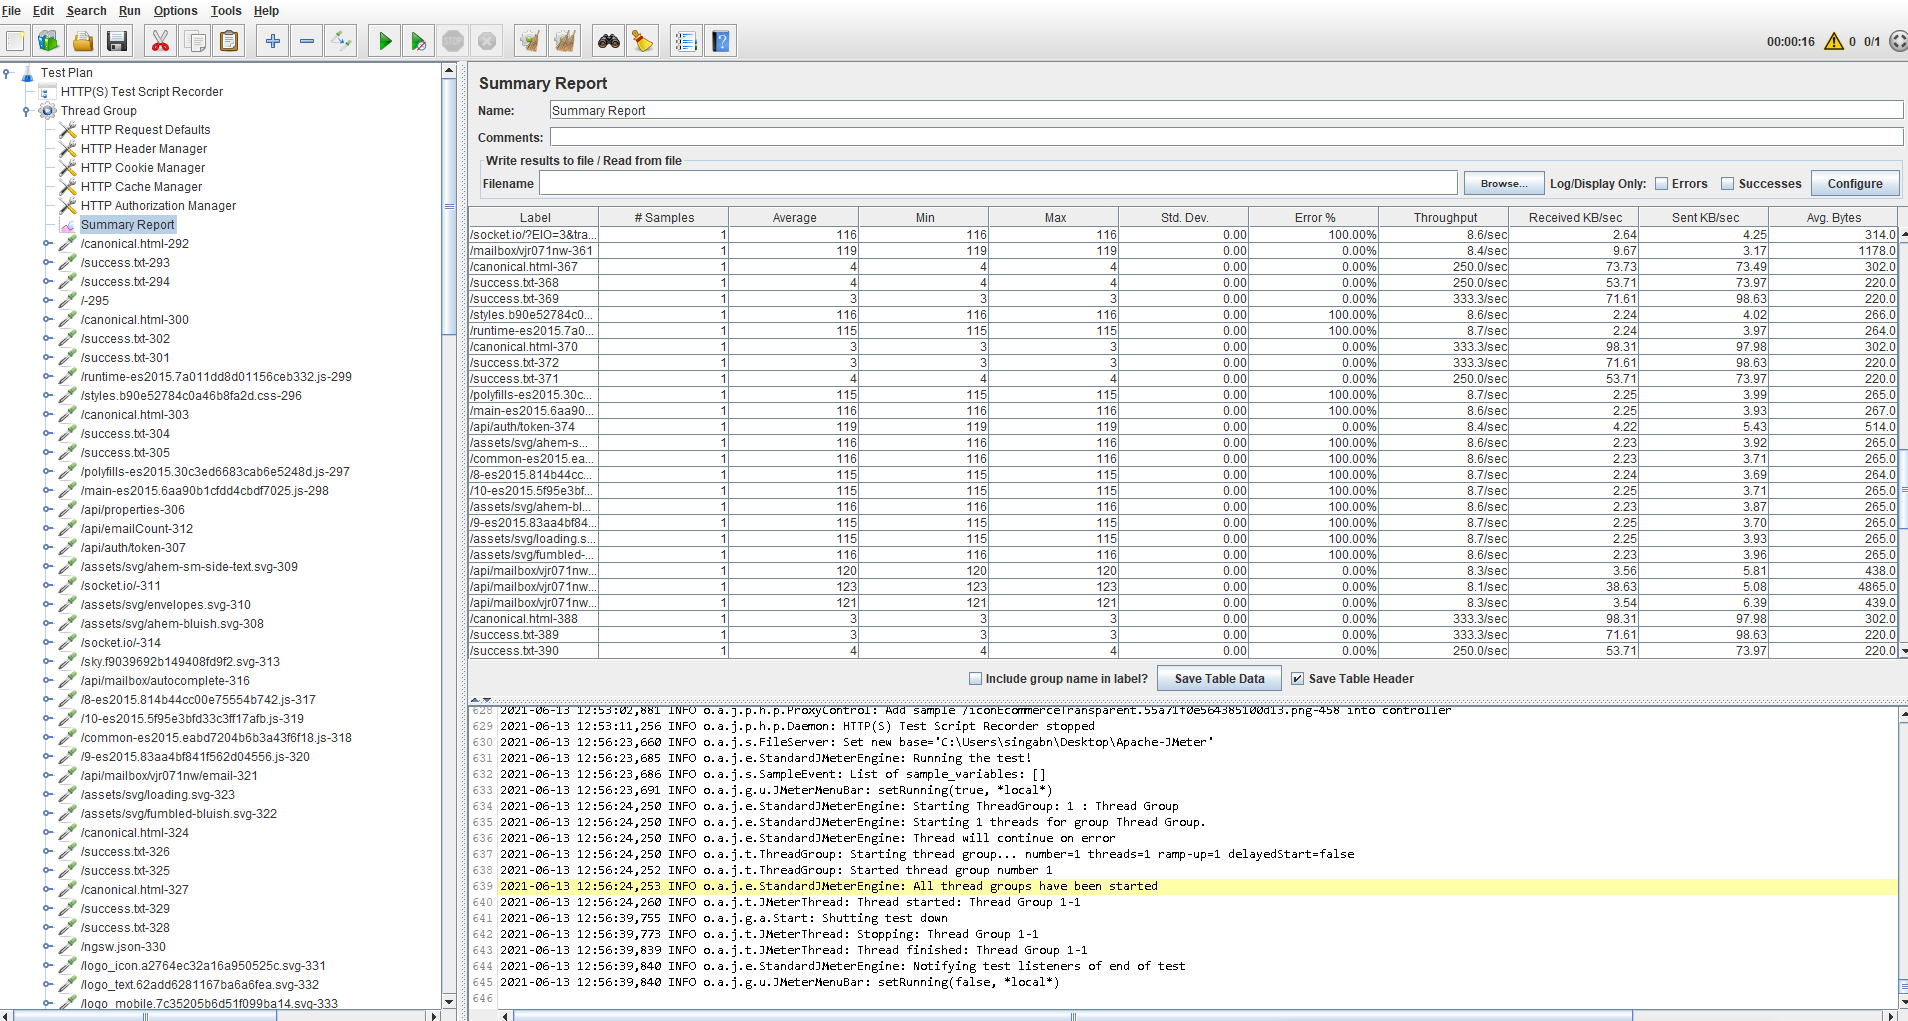 File Edit Search Run Options Tools Help
00:00:16 0 0/1
Test Plan
HTTP(S) Test Script Recorder
Thread Group
HTTP Request Defaults
HTTP Header Manager
HTTP Cookie Manager
HTTP Cache Manager
HTTP Authorization Manager
Summary Report
/canonical.html-292
/success.txt-293
/success.txt-294
/-295
/canonical.html-300
/success.txt-302
/success.txt-301
/runtime-es2015.7a011dd8d01156ceb332.js-299
/styles.b90e52784c0a46b8fa2d.css-296
/canonical.html-303
/success.txt-304
/success.txt-305
/polyfills-es2015.30c3ed6683cab6e5248d.js-297
/main-es2015.6aa90b1cfdd4cbdf7025.js-298
/api/properties-306
/api/emailCount-312
/api/auth/token-307
/assets/svg/ahem-sm-side-text.svg-309
/socket.io/-311
/assets/svg/envelopes.svg-310
/assets/svg/ahem-bluish.svg-308
/socket.io/-314
/sky.f9039692b149408fd9f2.svg-313
/api/mailbox/autocomplete-316
/8-es2015.814b44cc00e75554b742.js-317
/10-es2015.5f95e3bfd33c3ff17afb.js-319
/common-es2015.eabd7204b6b3a43f6f18.js-318
/9-es2015.83aa4bf841f562d04556.js-320
/api/mailbox/vjr071nw/email-321
/assets/svg/loading.svg-323
/assets/svg/fumbled-bluish.svg-322
/canonical.html-324
/success.txt-326
/success.txt-325
/canonical.html-327
/success.txt-329
/success.txt-328
/ngsw.json-330
/logo_icon.a2764ec32a16a950525c.svg-331
/logo_text.62add6281167ba6a6fea.svg-332
/logo_mobile.7c35205b6d51f099ba14.svg-333
Summary Report
Name: Summary Report
Comments:
Write results to file / Read from file
Filename Browse... Log/Display Only: Errors Successes Configure
Label # Samples Average Min Max Std. Dev. Error % Throughput Received KB/sec Sent KB/sec Avg. Bytes
/socket.io/?EIO=3&tra... 1 116 116 116 0.00 100.00% 8.6/sec 2.64 4.25 314.0
/mailbox/vjr071nw-361 1 119 119 119 0.00 0.00% 8.4/sec 9.67 3.17 1178.0
/canonical.html-367 1 4 4 4 0.00 0.00% 250.0/sec 73.73 73.49 302.0
/success.txt-368 1 4 4 4 0.00 0.00% 250.0/sec 53.71 73.97 220.0
/success.txt-369 1 3 3 3 0.00 0.00% 333.3/sec 71.61 98.63 220.0
/styles.b90e52784c0... 1 116 116 116 0.00 100.00% 8.6/sec 2.24 4.02 266.0
/runtime-es2015.7a0... 1 115 115 115 0.00 100.00% 8.7/sec 2.24 3.97 264.0
/canonical.html-370 1 3 3 3 0.00 0.00% 333.3/sec 98.31 97.98 302.0
/success.txt-372 1 3 3 3 0.00 0.00% 333.3/sec 71.61 98.63 220.0
/success.txt-371 1 4 4 4 0.00 0.00% 250.0/sec 53.71 73.97 220.0
/polyfills-es2015.30c... 1 115 115 115 0.00 100.00% 8.7/sec 2.25 3.99 265.0
/main-es2015.6aa90... 1 116 116 116 0.00 100.00% 8.6/sec 2.25 3.93 267.0
/api/auth/token-374 1 119 119 119 0.00 0.00% 8.4/sec 4.22 5.43 514.0
/assets/svg/ahem-s... 1 116 116 116 0.00 100.00% 8.6/sec 2.23 3.92 265.0
/common-es2015.ea... 1 116 116 116 0.00 100.00% 8.6/sec 2.23 3.71 265.0
/8-es2015.814b44cc... 1 115 115 115 0.00 100.00% 8.7/sec 2.24 3.69 264.0
/10-es2015.5f95e3bf... 1 115 115 115 0.00 100.00% 8.7/sec 2.25 3.71 265.0
/assets/svg/ahem-bl... 1 116 116 116 0.00 100.00% 8.6/sec 2.23 3.87 265.0
/9-es2015.83aa4bf84... 1 115 115 115 0.00 100.00% 8.7/sec 2.25 3.70 265.0
/assets/svg/loading.s... 1 115 115 115 0.00 100.00% 8.7/sec 2.25 3.93 265.0
/assets/svg/fumbled-... 1 116 116 116 0.00 100.00% 8.6/sec 2.23 3.96 265.0
/api/mailbox/vjr071nw... 1 120 120 120 0.00 0.00% 8.3/sec 3.56 5.81 438.0
/api/mailbox/vjr071nw... 1 123 123 123 0.00 0.00% 8.1/sec 38.63 5.08 4865.0
/api/mailbox/vjr071nw... 1 121 121 121 0.00 0.00% 8.3/sec 3.54 6.39 439.0
/canonical.html-388 1 3 3 3 0.00 0.00% 333.3/sec 98.31 97.98 302.0
/success.txt-389 1 3 3 3 0.00 0.00% 333.3/sec 71.61 98.63 220.0
/success.txt-390 1 4 4 4 0.00 0.00% 250.0/sec 53.71 73.97 220.0
Include group name in label? Save Table Data Save Table Header
628 2021-06-13 12:53:02,881 INFO o.a.j.p.h.p.ProxyControl: Add sample /iconEcommerceTransparent.55a71f0e564385100d13.png-458 into controller
629 2021-06-13 12:53:11,256 INFO o.a.j.p.h.p.Daemon: HTTP(S) Test Script Recorder stopped
630 2021-06-13 12:56:23,660 INFO o.a.j.s.FileServer: Set new base='C:\Users\singabn\Desktop\Apache-JMeter'
631 2021-06-13 12:56:23,685 INFO o.a.j.e.StandardJMeterEngine: Running the test!
632 2021-06-13 12:56:23,686 INFO o.a.j.s.SampleEvent: List of sample_variables: []
633 2021-06-13 12:56:23,691 INFO o.a.j.g.u.JMeterMenuBar: setRunning(true, *local*)
634 2021-06-13 12:56:24,250 INFO o.a.j.e.StandardJMeterEngine: Starting ThreadGroup: 1 : Thread Group
635 2021-06-13 12:56:24,250 INFO o.a.j.e.StandardJMeterEngine: Starting 1 threads for group Thread Group.
636 2021-06-13 12:56:24,250 INFO o.a.j.e.StandardJMeterEngine: Thread will continue on error
637 2021-06-13 12:56:24,250 INFO o.a.j.t.ThreadGroup: Starting thread group... number=1 threads=1 ramp-up=1 delayedStart=false
638 2021-06-13 12:56:24,252 INFO o.a.j.t.ThreadGroup: Started thread group number 1
639 2021-06-13 12:56:24,253 INFO o.a.j.e.StandardJMeterEngine: All thread groups have been started
640 2021-06-13 12:56:24,260 INFO o.a.j.t.JMeterThread: Thread started: Thread Group 1-1
641 2021-06-13 12:56:39,755 INFO o.a.j.g.a.Start: Shutting test down
642 2021-06-13 12:56:39,773 INFO o.a.j.t.JMeterThread: Stopping: Thread Group 1-1
643 2021-06-13 12:56:39,839 INFO o.a.j.t.JMeterThread: Thread finished: Thread Group 1-1
644 2021-06-13 12:56:39,840 INFO o.a.j.e.StandardJMeterEngine: Notifying test listeners of end of test
645 2021-06-13 12:56:39,840 INFO o.a.j.g.u.JMeterMenuBar: setRunning(false, *local*)
646